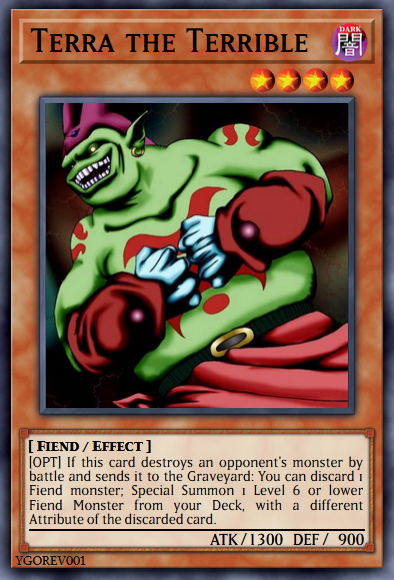 Terra the Terrible
DARK
闇
[ Fiend / Effect ]
[OPT] If this card destroys an opponent's monster by
battle and sends it to the Graveyard: You can discard 1
Fiend monster; Special Summon 1 Level 6 or lower
Fiend Monster from your Deck, with a different
Attribute of the discarded card.
ATK / 1300 DEF / 900
YGOREV001